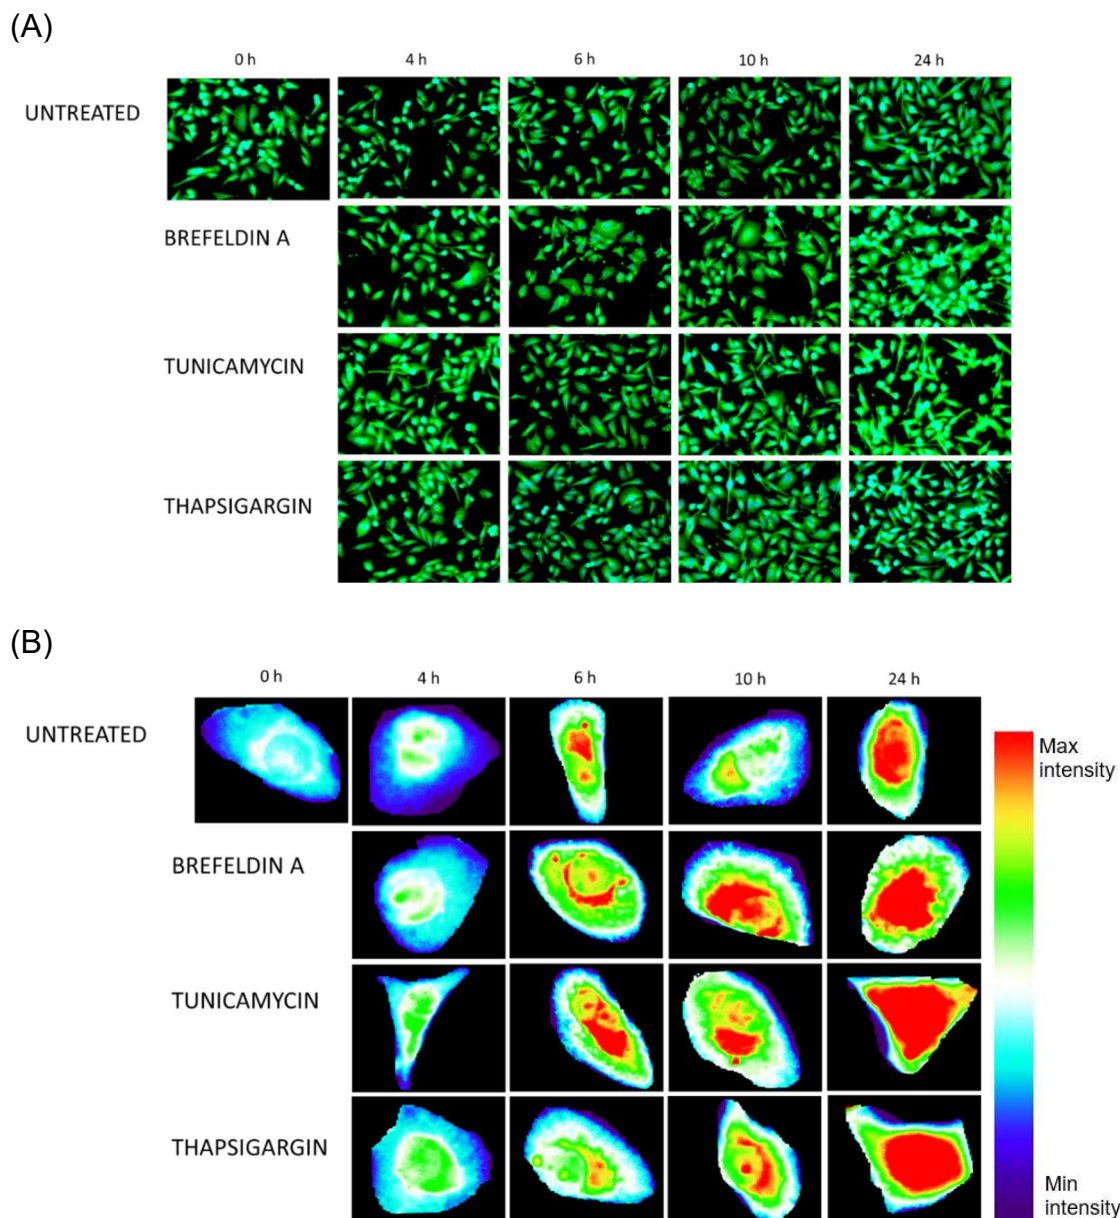 (A)
0 h 4 h 6 h 10 h 24 h
UNTREATED
BREFELDIN A
TUNICAMYCIN
THAPSIGARGIN
(B)
0 h 4 h 6 h 10 h 24 h
UNTREATED
Max
intensity
BREFELDIN A
TUNICAMYCIN
THAPSIGARGIN
Min
intensity